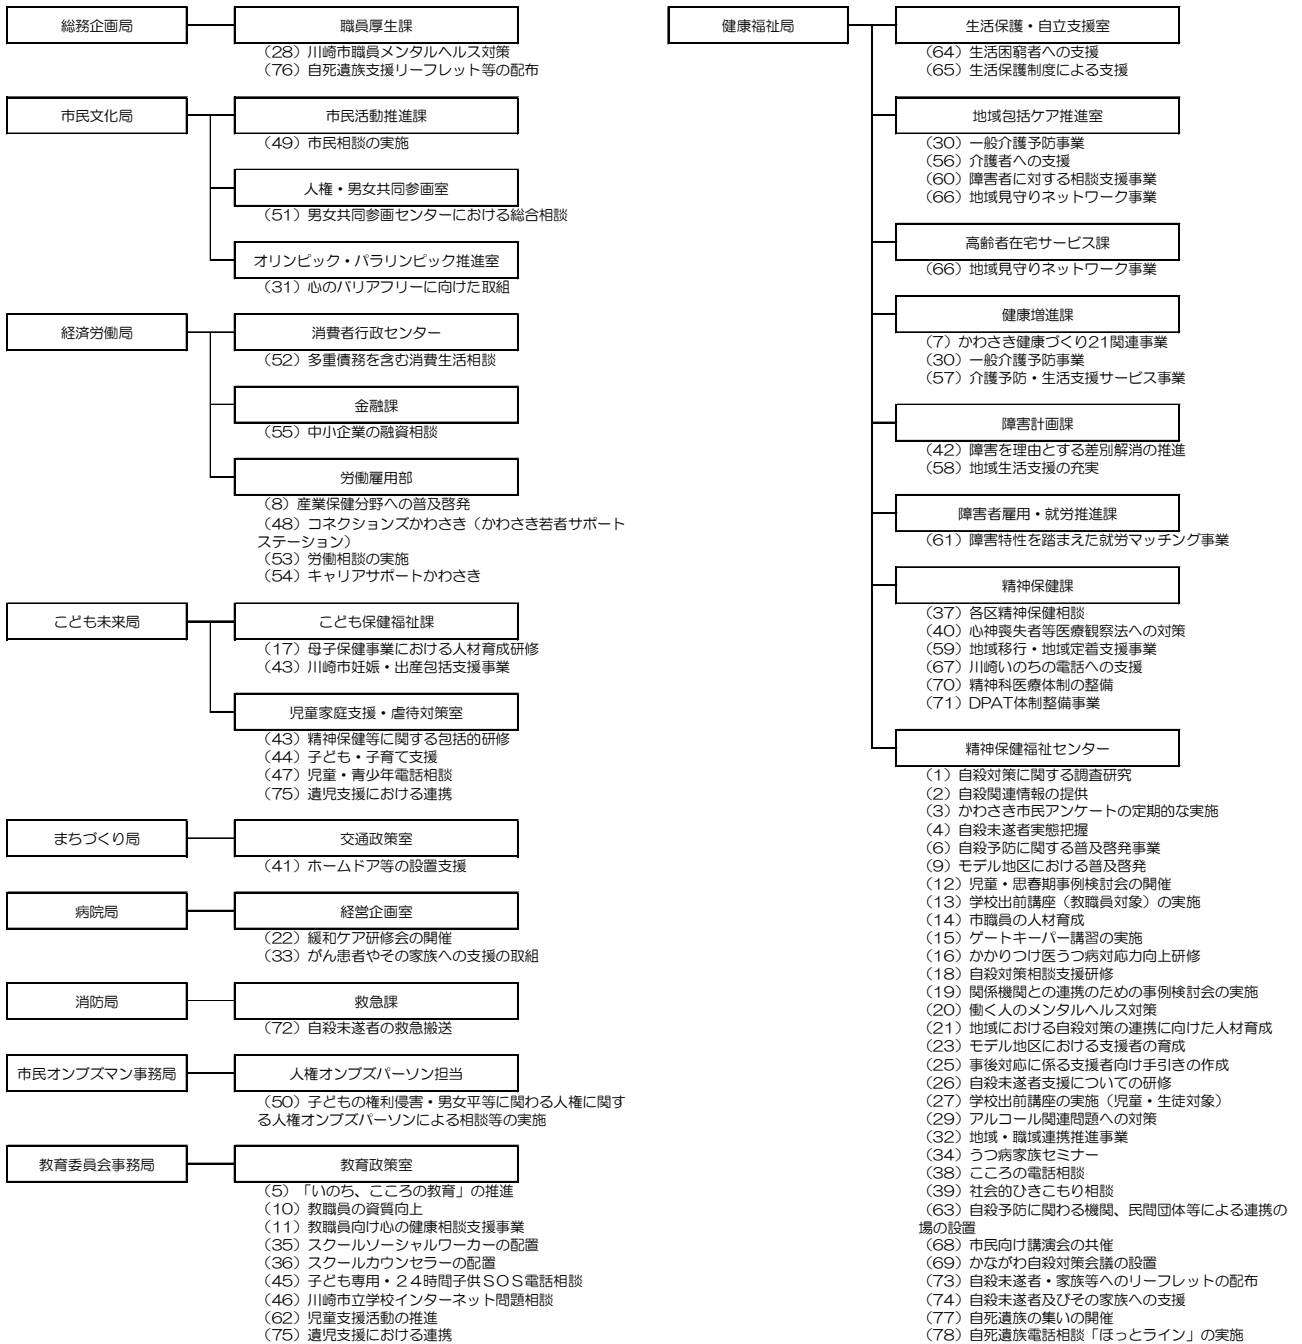 総務企画局
職員厚生課
（28）川崎市職員メンタルヘルス対策
（76）自死遺族支援リーフレット等の配布
市民文化局
市民活動推進課
（49）市民相談の実施
人権・男女共同参画室
（51）男女共同参画センターにおける総合相談
オリンピック・パラリンピック推進室
（31）心のバリアフリーに向けた取組
経済労働局
消費者行政センター
（52）多重債務を含む消費生活相談
金融課
（55）中小企業の融資相談
労働雇用部
（8）産業保健分野への普及啓発
（48）コネクションズかわさき（かわさき若者サポート
ステーション）
（53）労働相談の実施
（54）キャリアサポートかわさき
こども未来局
こども保健福祉課
（17）母子保健事業における人材育成研修
（43）川崎市妊娠・出産包括支援事業
児童家庭支援・虐待対策室
（43）精神保健等に関する包括的研修
（44）子ども・子育て支援
（47）児童・青少年電話相談
（75）遺児支援における連携
まちづくり局
交通政策室
（41）ホームドア等の設置支援
病院局
経営企画室
（22）緩和ケア研修会の開催
（33）がん患者やその家族への支援の取組
消防局
救急課
（72）自殺未遂者の救急搬送
市民オンブズマン事務局
人権オンブズパーソン担当
（50）子どもの権利侵害・男女平等に関わる人権に関す
る人権オンブズパーソンによる相談等の実施
教育委員会事務局
教育政策室
（5）「いのち、こころの教育」の推進
（10）教職員の資質向上
（11）教職員向け心の健康相談支援事業
（35）スクールソーシャルワーカーの配置
（36）スクールカウンセラーの配置
（45）子ども専用・２４時間子供ＳＯＳ電話相談
（46）川崎市立学校インターネット問題相談
（62）児童支援活動の推進
（75）遺児支援における連携
健康福祉局
生活保護・自立支援室
（64）生活困窮者への支援
（65）生活保護制度による支援
地域包括ケア推進室
（30）一般介護予防事業
（56）介護者への支援
（60）障害者に対する相談支援事業
（66）地域見守りネットワーク事業
高齢者在宅サービス課
（66）地域見守りネットワーク事業
健康増進課
（7）かわさき健康づくり21関連事業
（30）一般介護予防事業
（57）介護予防・生活支援サービス事業
障害計画課
（42）障害を理由とする差別解消の推進
（58）地域生活支援の充実
障害者雇用・就労推進課
（61）障害特性を踏まえた就労マッチング事業
精神保健課
（37）各区精神保健相談
（40）心神喪失者等医療観察法への対策
（59）地域移行・地域定着支援事業
（67）川崎いのちの電話への支援
（70）精神科医療体制の整備
（71）DPAT体制整備事業
精神保健福祉センター
（1）自殺対策に関する調査研究
（2）自殺関連情報の提供
（3）かわさき市民アンケートの定期的な実施
（4）自殺未遂者実態把握
（6）自殺予防に関する普及啓発事業
（9）モデル地区における普及啓発
（12）児童・思春期事例検討会の開催
（13）学校出前講座（教職員対象）の実施
（14）市職員の人材育成
（15）ゲートキーパー講習の実施
（16）かかりつけ医うつ病対応力向上研修
（18）自殺対策相談支援研修
（19）関係機関との連携のための事例検討会の実施
（20）働く人のメンタルヘルス対策
（21）地域における自殺対策の連携に向けた人材育成
（23）モデル地区における支援者の育成
（25）事後対応に係る支援者向け手引きの作成
（26）自殺未遂者支援についての研修
（27）学校出前講座の実施（児童・生徒対象）
（29）アルコール関連問題への対策
（32）地域・職域連携推進事業
（34）うつ病家族セミナー
（38）こころの電話相談
（39）社会的ひきこもり相談
（63）自殺予防に関わる機関、民間団体等による連携の
場の設置
（68）市民向け講演会の共催
（69）かながわ自殺対策会議の設置
（73）自殺未遂者・家族等へのリーフレットの配布
（74）自殺未遂者及びその家族への支援
（77）自死遺族の集いの開催
（78）自死遺族電話相談「ほっとライン」の実施